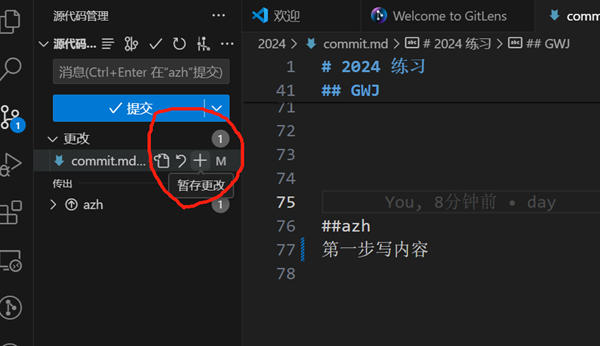 源代码管理
欢迎
Welcome to GitLens
源代码...
2024 > commit.md > # 2024 练习 > ## GWJ
消息(Ctrl+Enter 在"azh"提交)
提交
更改 1
commit.md... M
暂存更改
传出
azh 1
1 # 2024 练习
41 ## GWJ
71
72
73
74
75 You, 8分钟前 • day
76 ##azh
77 第一步写内容
78
1